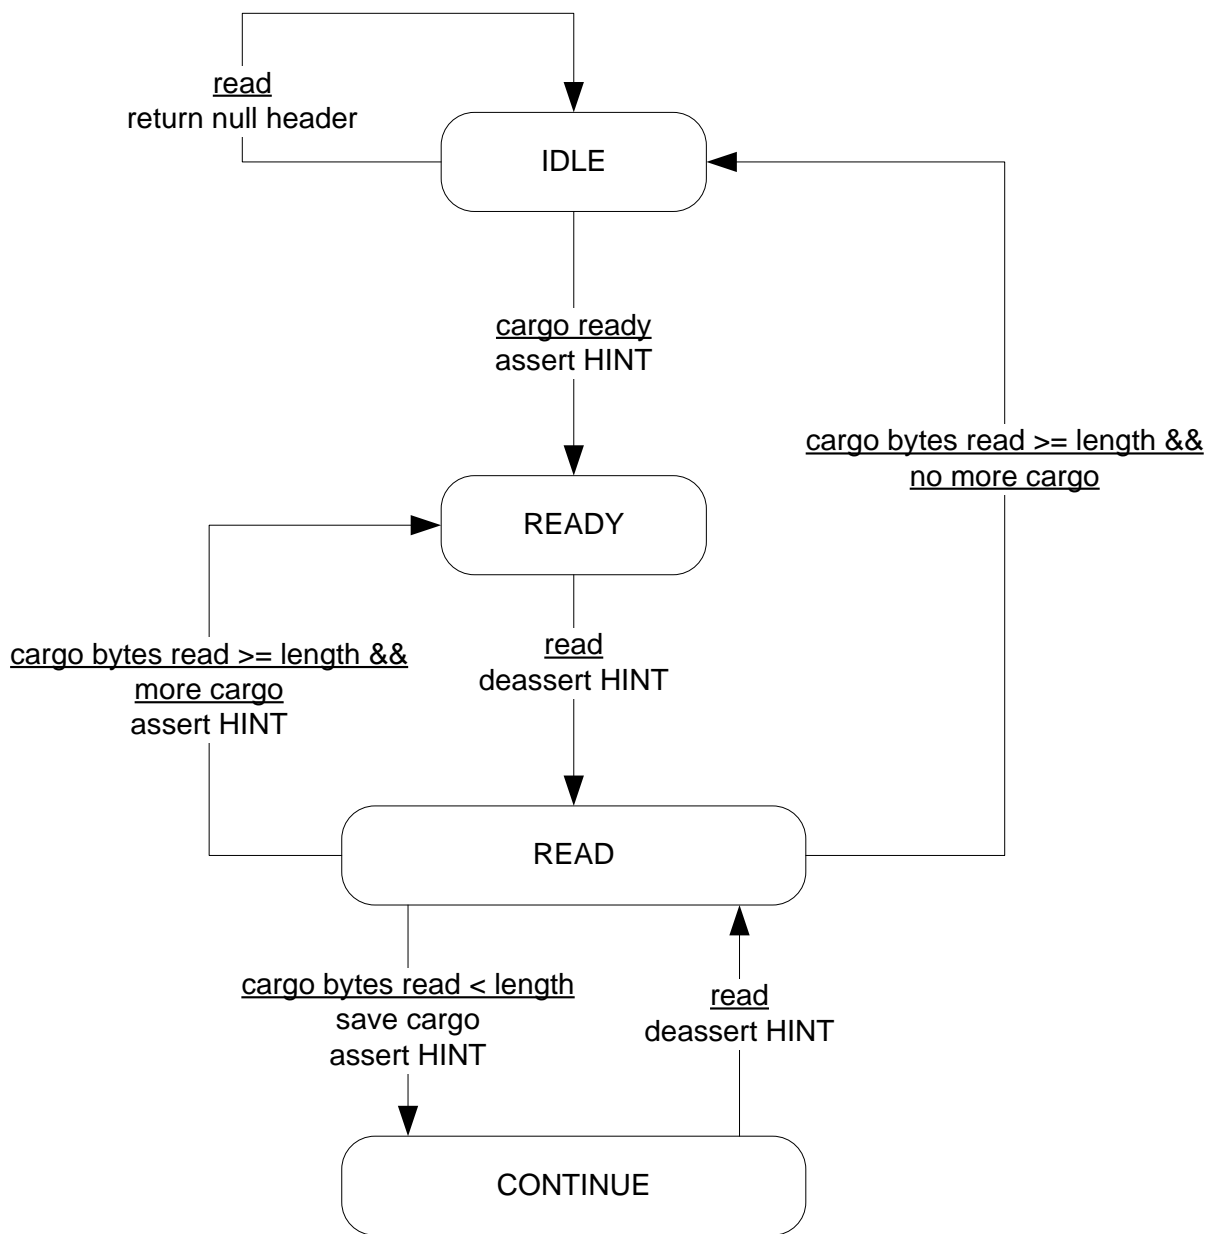 read
return null header
IDLE
cargo ready
assert HINT
cargo bytes read >= length &&
no more cargo
READY
cargo bytes read >= length &&
more cargo
assert HINT
read
deassert HINT
READ
cargo bytes read < length
save cargo
assert HINT
read
deassert HINT
CONTINUE